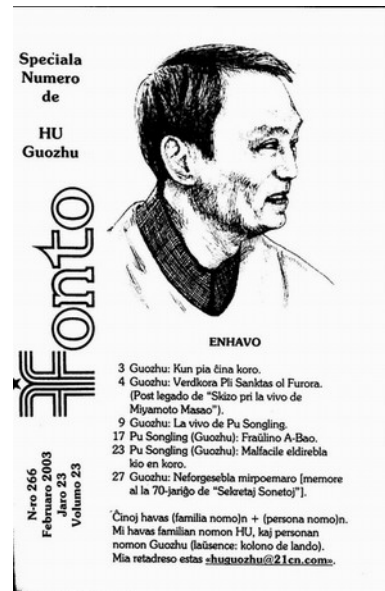 Speciala
Numero
de
HU
Guozhu
Fonto
N-ro 266
Februaro 2003
Jaro 23
Volumo 23
ENHAVO
3 Guozhu: Kun pia ĉina koro.
4 Guozhu: Verdkora Pli Sanktas ol Furora.
(Post legado de "Skizo pri la vivo de
Miyamoto Masao").
9 Guozhu: La vivo de Pu Songling.
17 Pu Songling (Guozhu): Fraŭlino A-Bao.
23 Pu Songling (Guozhu): Malfacile eldirebla
kio en koro.
27 Guozhu: Neforgesebla mirpoemaro [memore
al la 70-jariĝo de "Sekretaj Sonetoj"].
Ĉinoj havas (familia nomo)n + (persona nomo)n.
Mi havas familian nomon HU, kaj personan
nomon Guozhu (laŭsence: kolono de lando).
Mia retadreso estas «huguozhu@21cn.com».